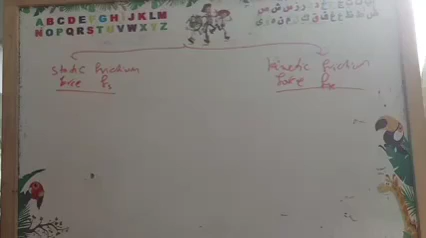 ABCDEFGHIJKLM
NOPQRSTUVWXYZ
static friction
force fs
kinetic friction
force fk